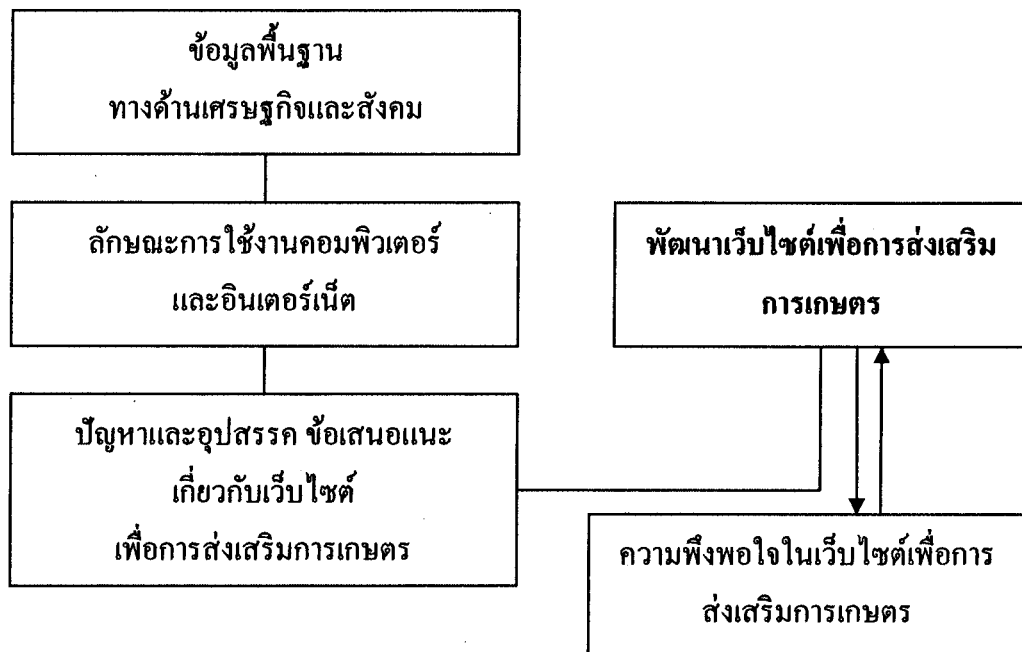 ข้อมูลพื้นฐาน
ทางด้านเศรษฐกิจและสังคม
ลักษณะการใช้งานคอมพิวเตอร์
และอินเตอร์เน็ต
ปัญหาและอุปสรรค ข้อเสนอแนะ
เกี่ยวกับเว็บไซต์
เพื่อการส่งเสริมการเกษตร
พัฒนาเว็บไซต์เพื่อการส่งเสริม
การเกษตร
ความพึงพอใจในเว็บไซต์เพื่อการ
ส่งเสริมการเกษตร